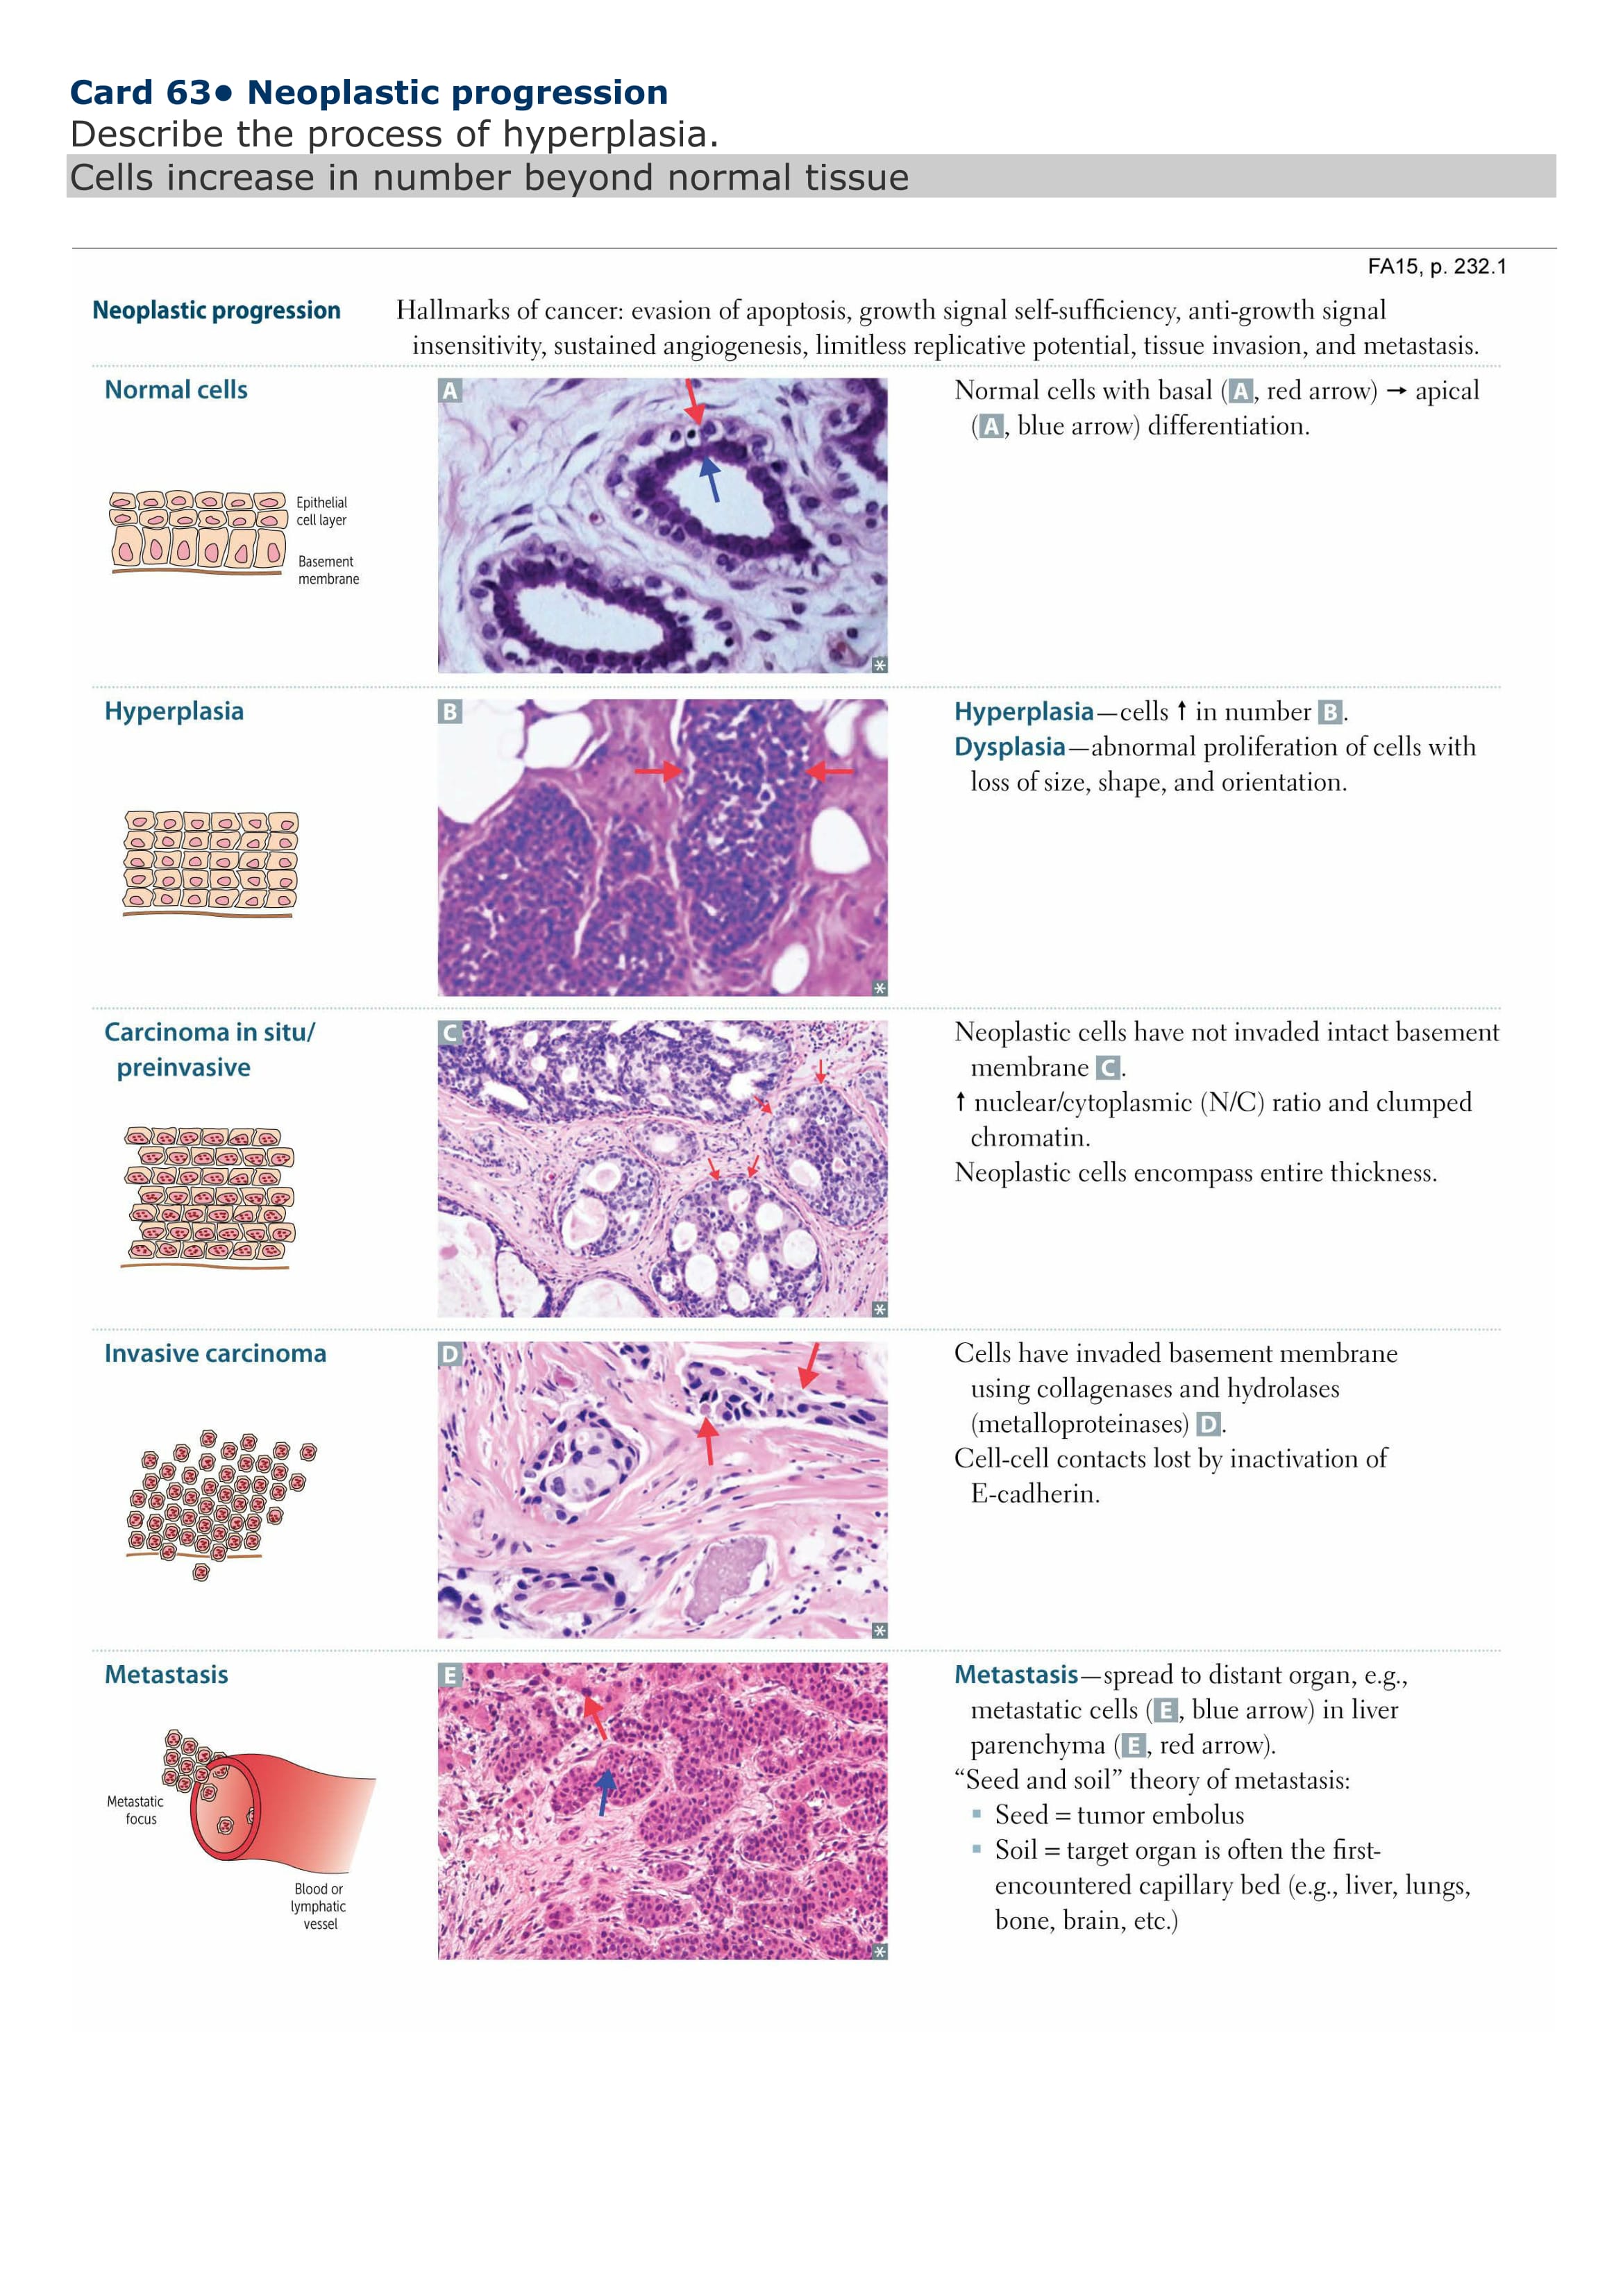 Card 63● Neoplastic progression
Describe the process of hyperplasia.
Cells increase in number beyond normal tissue
FA15, p. 232.1
Neoplastic progression
Hallmarks of cancer: evasion of apoptosis, growth signal self-sufficiency, anti-growth signal
insensitivity, sustained angiogenesis, limitless replicative potential, tissue invasion, and metastasis.
Normal cells
Epithelial
cell layer
Basement
membrane
A
*
Normal cells with basal (A, red arrow) → apical
(A, blue arrow) differentiation.
Hyperplasia
B
*
Hyperplasia—cells ↑ in number B.
Dysplasia—abnormal proliferation of cells with
loss of size, shape, and orientation.
Carcinoma in situ/
preinvasive
C
*
Neoplastic cells have not invaded intact basement
membrane C.
↑ nuclear/cytoplasmic (N/C) ratio and clumped
chromatin.
Neoplastic cells encompass entire thickness.
Invasive carcinoma
D
*
Cells have invaded basement membrane
using collagenases and hydrolases
(metalloproteinases) D.
Cell-cell contacts lost by inactivation of
E-cadherin.
Metastasis
Metastatic
focus
Blood or
lymphatic
vessel
E
*
Metastasis—spread to distant organ, e.g.,
metastatic cells (E, blue arrow) in liver
parenchyma (E, red arrow).
“Seed and soil” theory of metastasis:
▪ Seed = tumor embolus
▪ Soil = target organ is often the first-
encountered capillary bed (e.g., liver, lungs,
bone, brain, etc.)